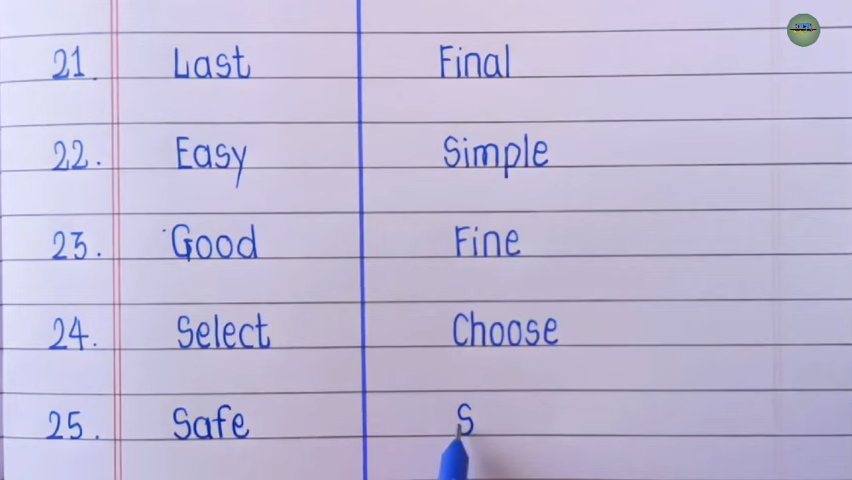 21. Last Final
22. Easy Simple
23. Good Fine
24. Select Choose
25. Safe S